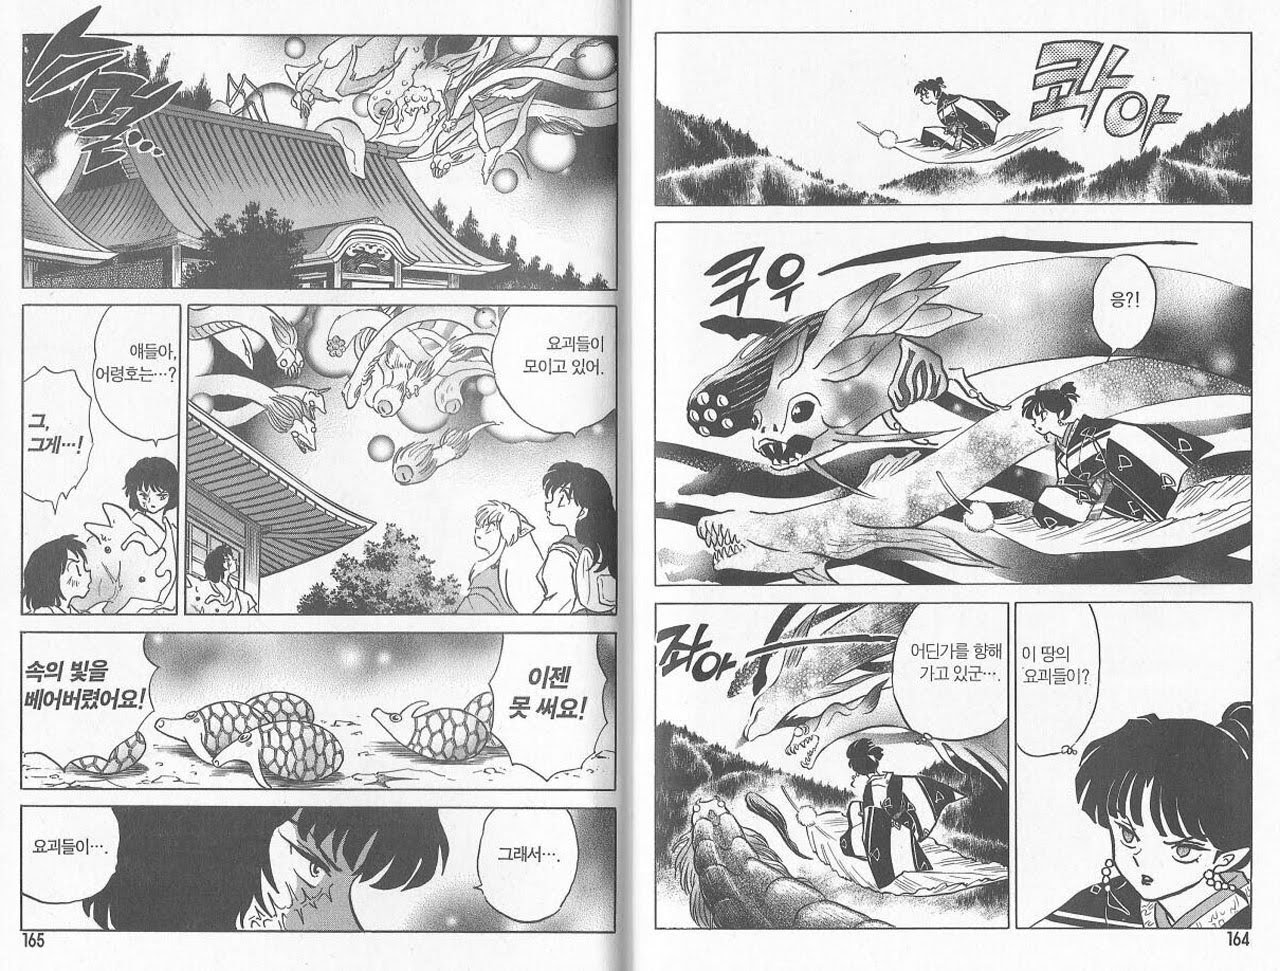 콰아
쿠우
응?!
이 땅의
요괴들이?
어딘가를 향해
가고 있군….
좌아
164
스멀…
요괴들이
모이고 있어.
얘들아,
어령호는…?
그,
그게…!
이젠
못 써요!
속의 빛을
베어버렸어요!
그래서….
요괴들이….
165